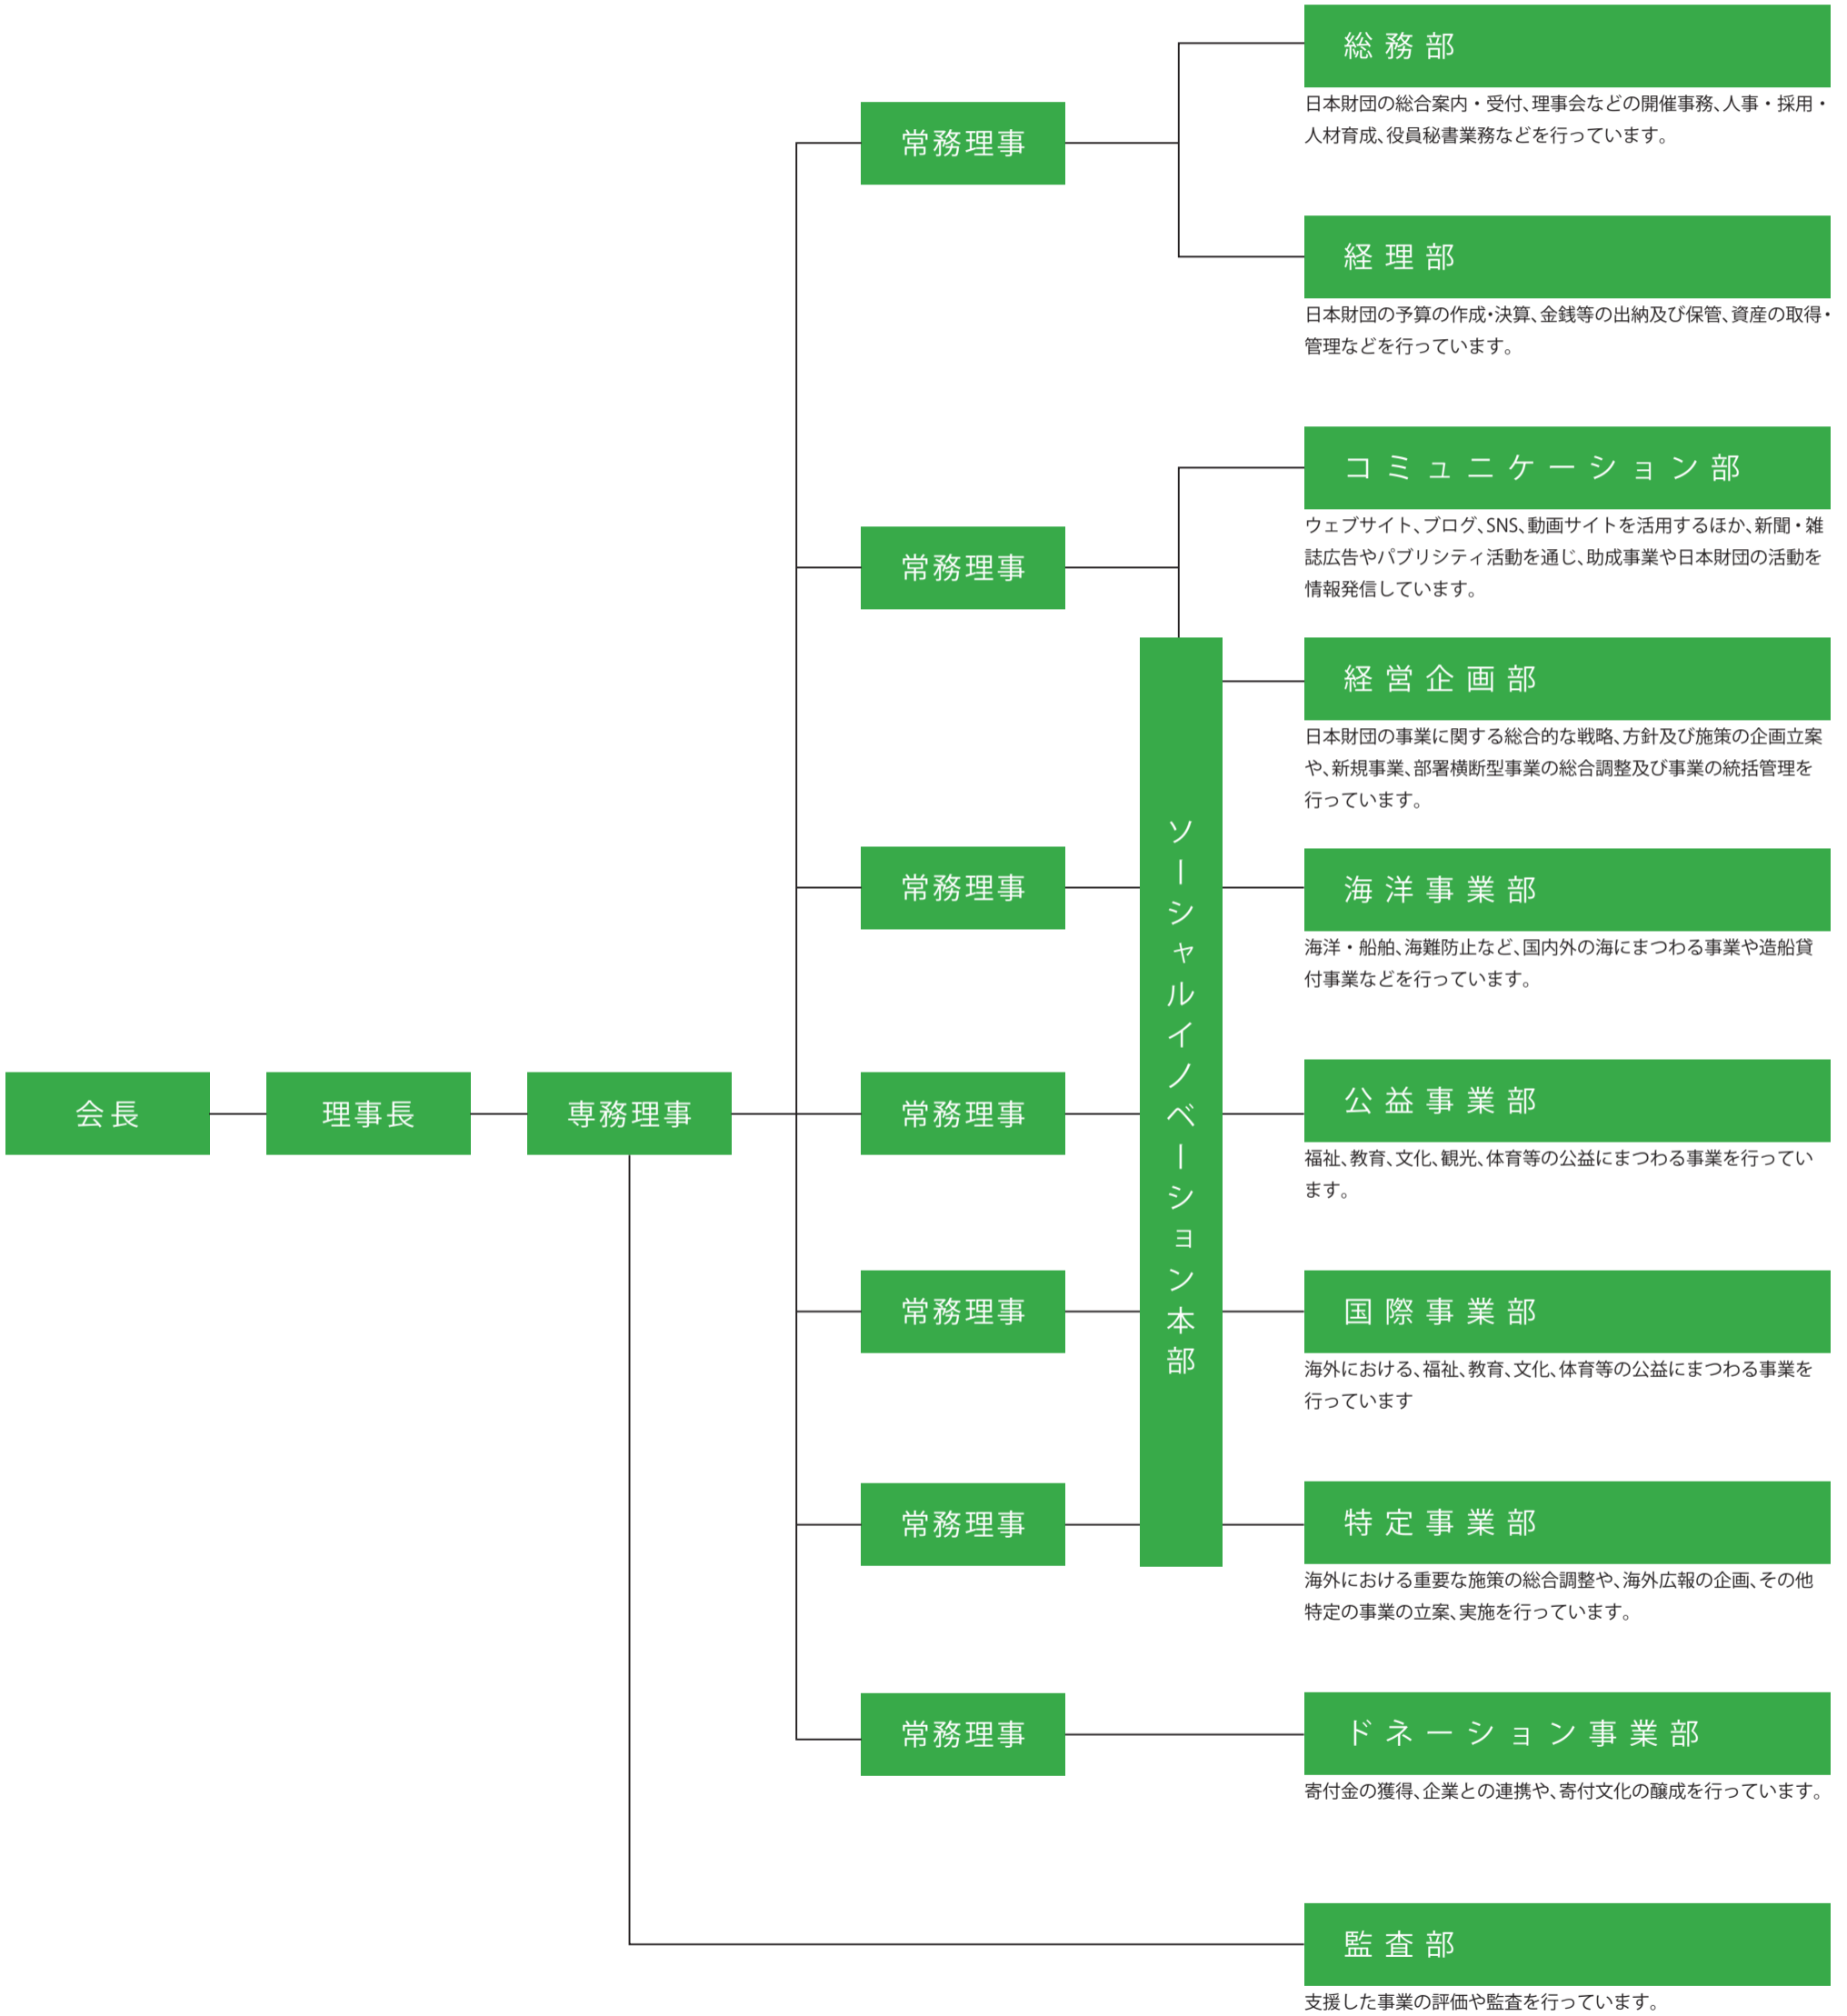 会長
理事長
専務理事
常務理事
総務部
日本財団の総合案内・受付、理事会などの開催事務、人事・採用・
人材育成、役員秘書業務などを行っています。
経理部
日本財団の予算の作成・決算、金銭等の出納及び保管、資産の取得・
管理などを行っています。
常務理事
コミュニケーション部
ウェブサイト、ブログ、SNS、動画サイトを活用するほか、新聞・雑
誌広告やパブリシティ活動を通じ、助成事業や日本財団の活動を
情報発信しています。
ソーシャルイノベーション本部
経営企画部
日本財団の事業に関する総合的な戦略、方針及び施策の企画立案
や、新規事業、部署横断型事業の総合調整及び事業の統括管理を
行っています。
常務理事
海洋事業部
海洋・船舶、海難防止など、国内外の海にまつわる事業や造船貸
付事業などを行っています。
常務理事
公益事業部
福祉、教育、文化、観光、体育等の公益にまつわる事業を行ってい
ます。
常務理事
国際事業部
海外における、福祉、教育、文化、体育等の公益にまつわる事業を
行っています
常務理事
特定事業部
海外における重要な施策の総合調整や、海外広報の企画、その他
特定の事業の立案、実施を行っています。
常務理事
ドネーション事業部
寄付金の獲得、企業との連携や、寄付文化の醸成を行っています。
監査部
支援した事業の評価や監査を行っています。